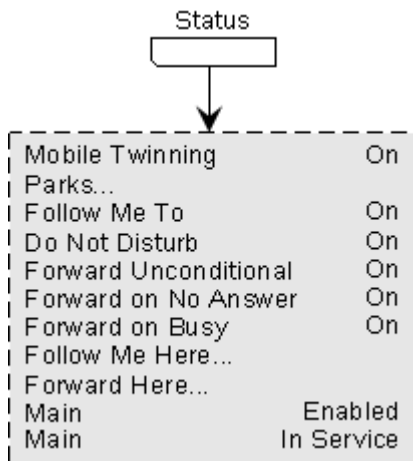 Status
Mobile Twinning On
Parks...
Follow Me To On
Do Not Disturb On
Forward Unconditional On
Forward on No Answer On
Forward on Busy On
Follow Me Here...
Forward Here...
Main Enabled
Main In Service